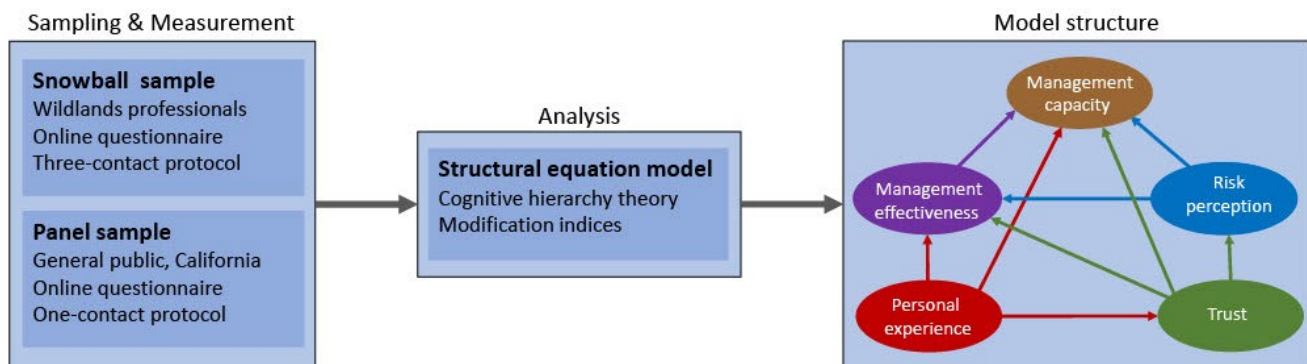 Sampling & Measurement
Snowball sample
Wildlands professionals
Online questionnaire
Three-contact protocol
Panel sample
General public, California
Online questionnaire
One-contact protocol
Analysis
Structural equation model
Cognitive hierarchy theory
Modification indices
Model structure
Management
capacity
Management
effectiveness
Risk
perception
Personal
experience
Trust